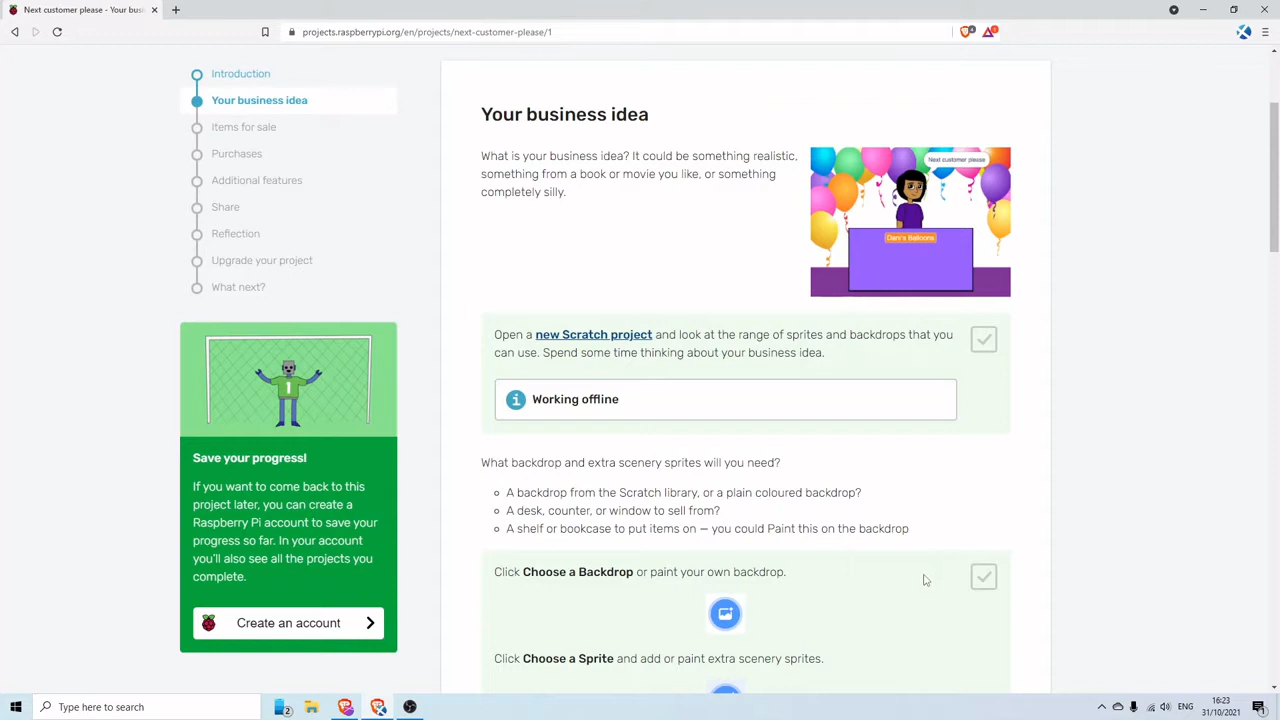 Next customer please - Your busi
projects.raspberrypi.org/en/projects/next-customer-please/1
Introduction
Your business idea
Items for sale
Purchases
Additional features
Share
Reflection
Upgrade your project
What next?
1
Save your progress!
If you want to come back to this
project later, you can create a
Raspberry Pi account to save your
progress so far. In your account
you'll also see all the projects you
complete.
Create an account
Your business idea
What is your business idea? It could be something realistic,
something from a book or movie you like, or something
completely silly.
Next customer please
Dani's Balloons
Open a new Scratch project and look at the range of sprites and backdrops that you
can use. Spend some time thinking about your business idea.
Working offline
What backdrop and extra scenery sprites will you need?
A backdrop from the Scratch library, or a plain coloured backdrop?
A desk, counter, or window to sell from?
A shelf or bookcase to put items on — you could Paint this on the backdrop
Click Choose a Backdrop or paint your own backdrop.
Click Choose a Sprite and add or paint extra scenery sprites.
Type here to search
2
ENG
16:23
31/10/2021